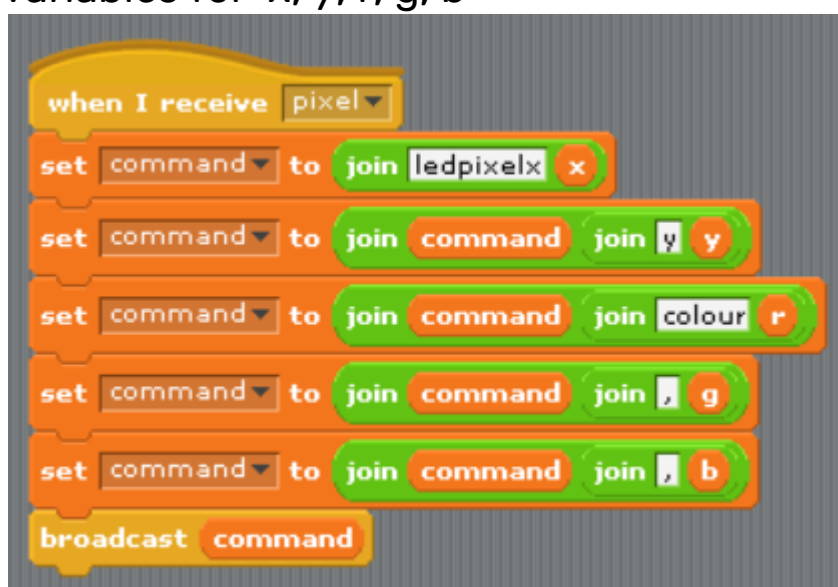 variables for x, y, r, g, b
when I receive pixel
set command to join ledpixelx x
set command to join command join y y
set command to join command join colour r
set command to join command join , g
set command to join command join , b
broadcast command